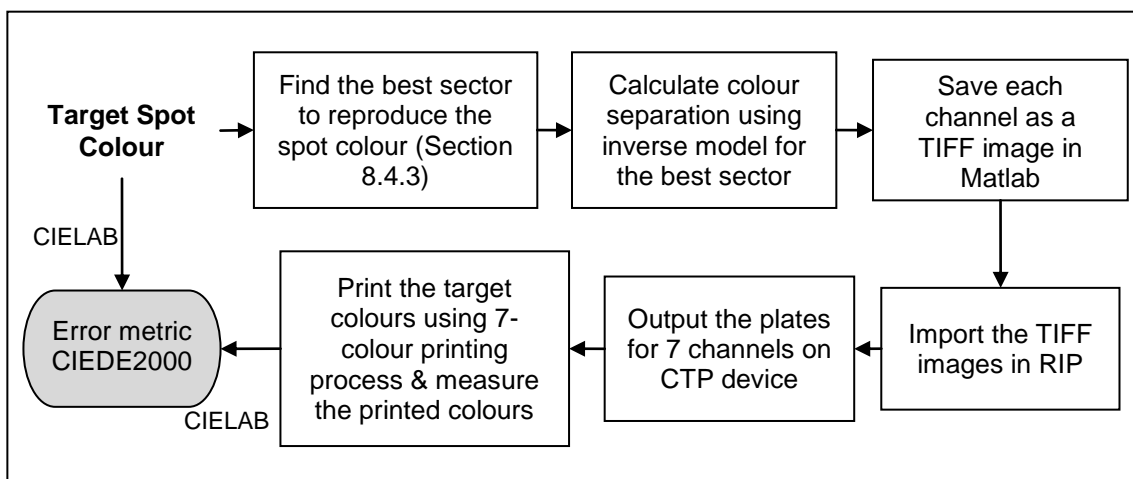 Target Spot
Colour
Find the best sector
to reproduce the
spot colour (Section
8.4.3)
Calculate colour
separation using
inverse model for
the best sector
Save each
channel as a
TIFF image in
Matlab
Import the TIFF
images in RIP
Output the plates
for 7 channels on
CTP device
Print the target
colours using 7-
colour printing
process & measure
the printed colours
CIELAB
Error metric
CIEDE2000
CIELAB